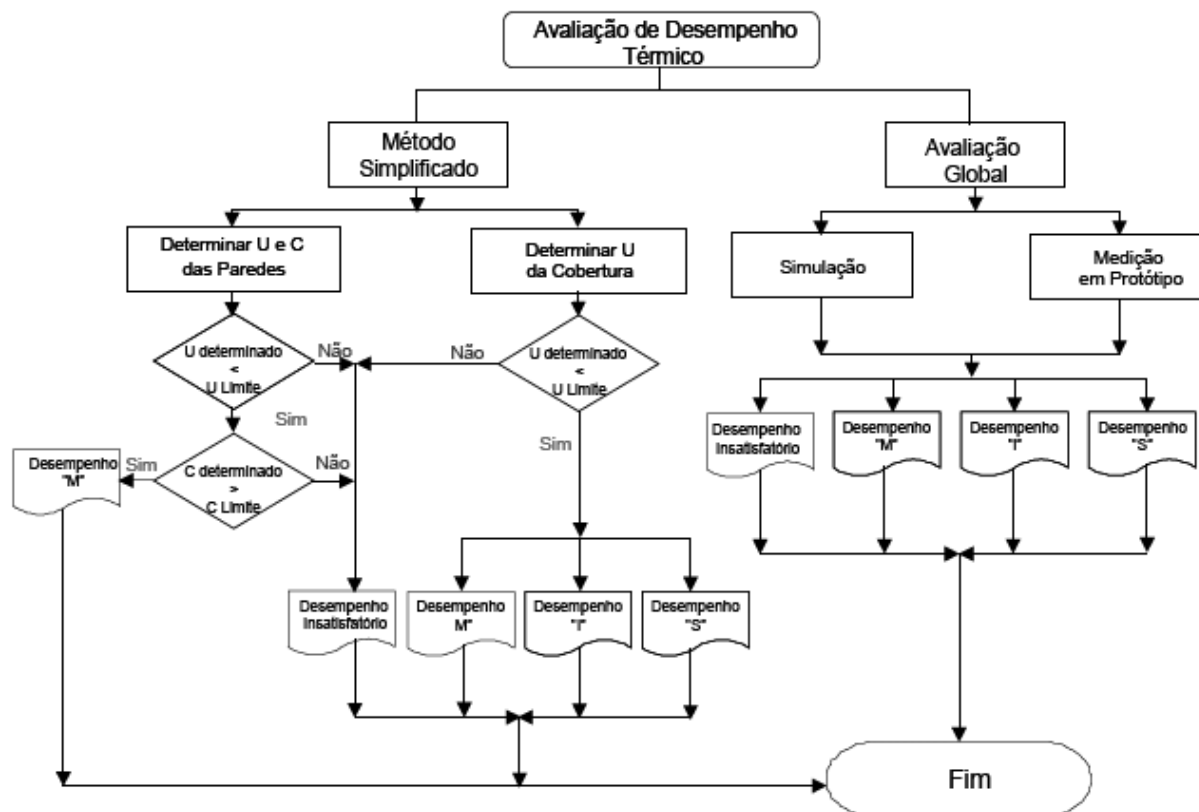 Avaliação de Desempenho
Térmico
Método
Simplificado
Avaliação
Global
Determinar U e C
das Paredes
Determinar U
da Cobertura
Simulação
Medição
em Protótipo
U determinado
<
U Limite
Não
Não
U determinado
<
U Limite
Sim
Sim
Desempenho
Insatisfatório
Desempenho
"M"
Desempenho
"I"
Desempenho
"S"
Desempenho
"M"
Sim
C determinado
>
C Limite
Não
Desempenho
Insatisfatório
Desempenho
M"
Desempenho
"I"
Desempenho
"S"
Fim